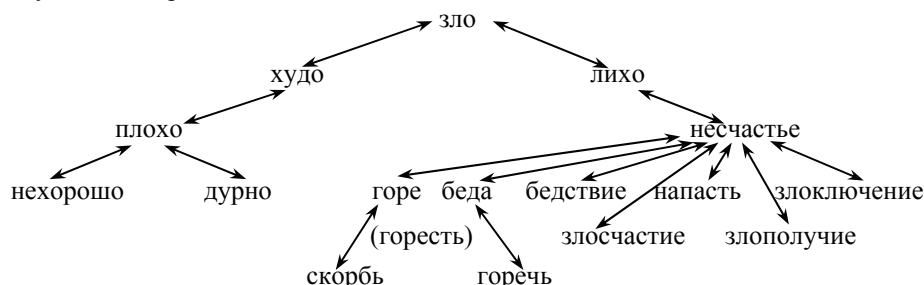 зло
худо лихо
плохо несчастье
нехорошо дурно горе беда бедствие напасть злоключение
(горесть) злосчастие злополучие
скорбь горечь